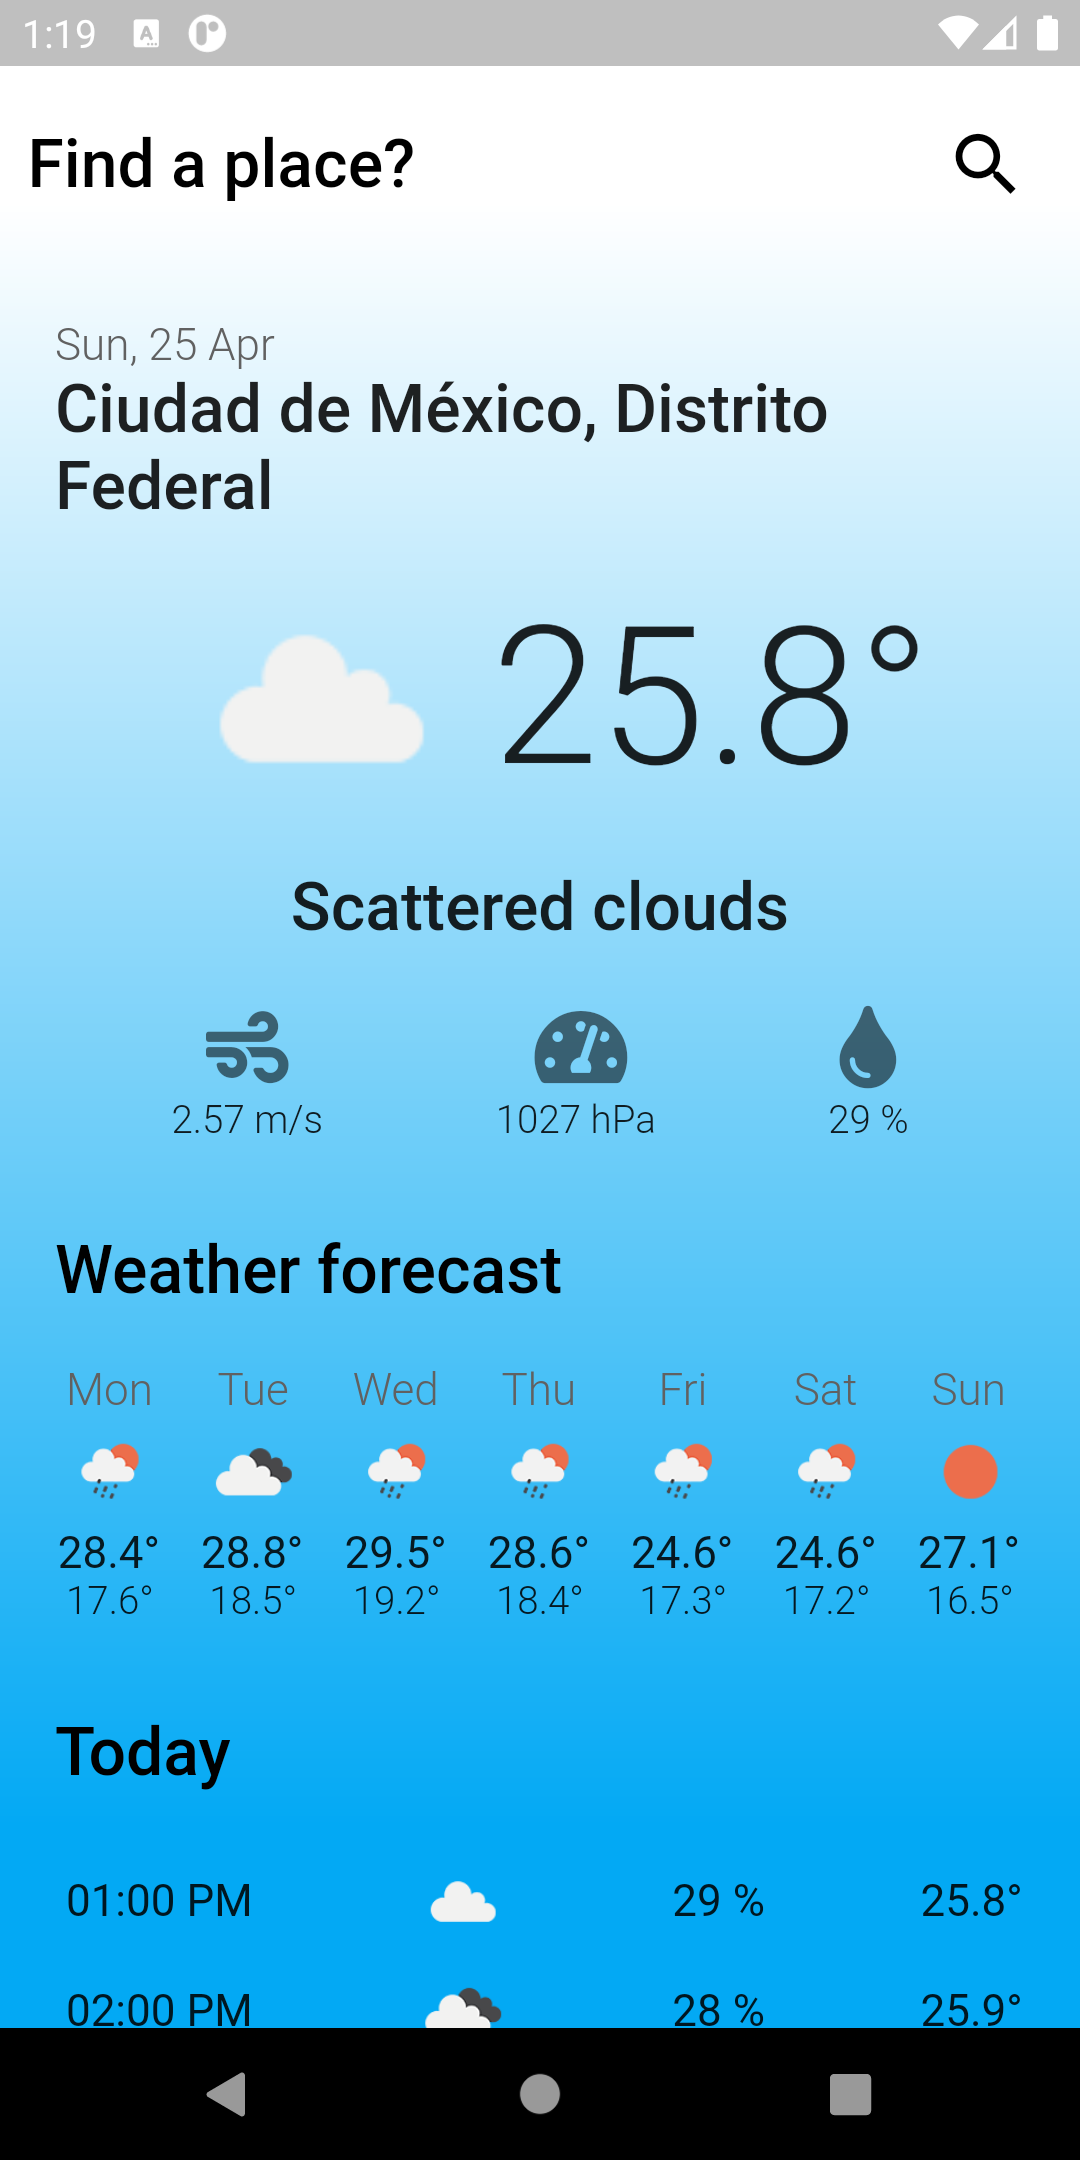 1:19
Find a place?
Sun, 25 Apr
Ciudad de México, Distrito
Federal
25.8°
Scattered clouds
2.57 m/s 1027 hPa 29 %
Weather forecast
Mon Tue Wed Thu Fri Sat Sun
28.4° 28.8° 29.5° 28.6° 24.6° 24.6° 27.1°
17.6° 18.5° 19.2° 18.4° 17.3° 17.2° 16.5°
Today
01:00 PM 29 % 25.8°
02:00 PM 28 % 25.9°